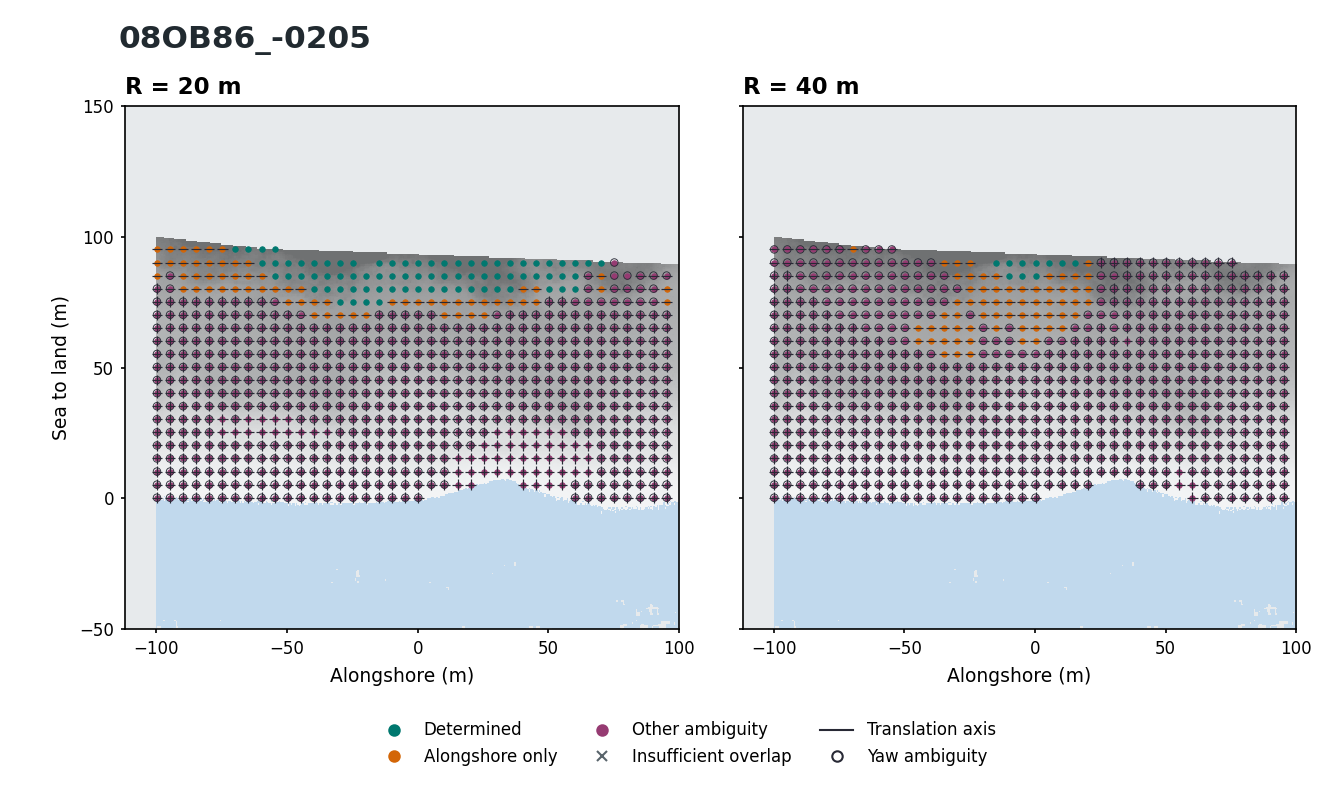 08OB86_-0205
R = 20 m
R = 40 m
150
100
50
0
−50
Sea to land (m)
−100
−50
0
50
100
−100
−50
0
50
100
Alongshore (m)
Alongshore (m)
Determined
Other ambiguity
Translation axis
Alongshore only
Insufficient overlap
Yaw ambiguity